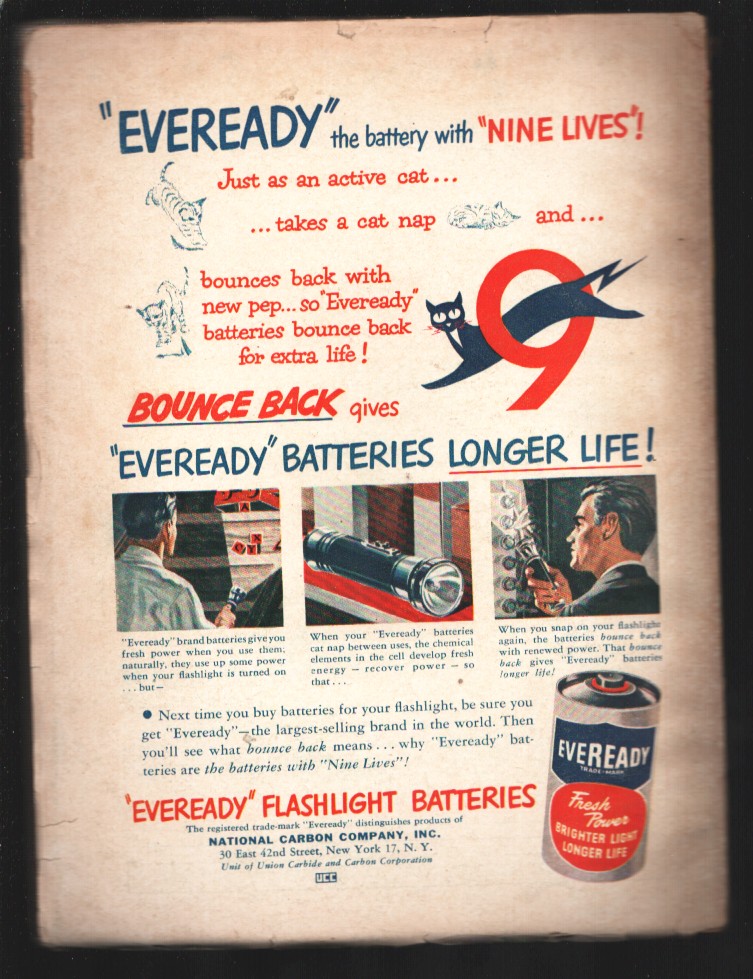 "EVEREADY" the battery with "NINE LIVES"!
Just as an active cat...
...takes a cat nap and ...
bounces back with
new pep...so "Eveready"
batteries bounce back
for extra life!
9
BOUNCE BACK gives
"EVEREADY" BATTERIES LONGER LIFE!
A
X
"Eveready" brand batteries give you
fresh power when you use them;
naturally, they use up some power
when your flashlight is turned on
...but—
When your "Eveready" batteries
cat nap between uses, the chemical
elements in the cell develop fresh
energy — recover power — so
that...
When you snap on your flashlight
again, the batteries bounce back
with renewed power. That bounce
back gives "Eveready" batteries
longer life!
● Next time you buy batteries for your flashlight, be sure you
get "Eveready"—the largest-selling brand in the world. Then
you'll see what bounce back means...why "Eveready" bat-
teries are the batteries with "Nine Lives"!
EVEREADY
TRADE-MARK
Fresh
Power
BRIGHTER LIGHT
LONGER LIFE
"EVEREADY" FLASHLIGHT BATTERIES
The registered trade-mark "Eveready" distinguishes products of
NATIONAL CARBON COMPANY, INC.
30 East 42nd Street, New York 17, N. Y.
Unit of Union Carbide and Carbon Corporation
UCC